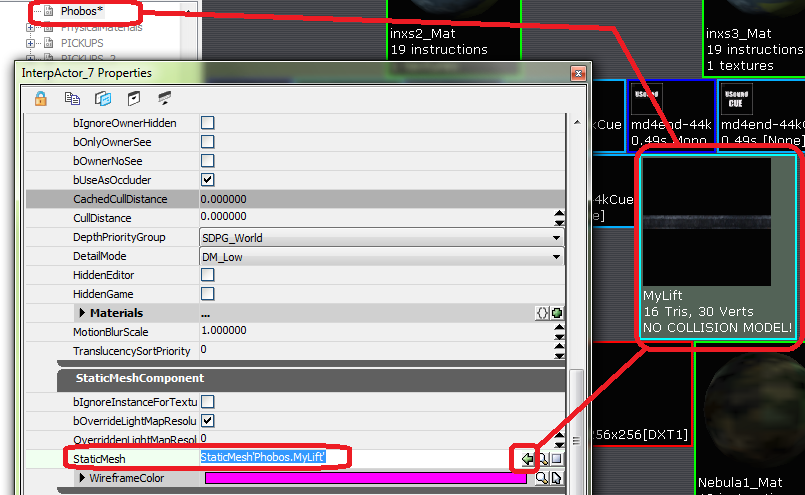 Phobos*
PhysicalMaterials
PICKUPS
PICKUPS_2
inxs2_Mat
19 instructions
inxs3_Mat
19 instructions
1 textures
InterpActor_7 Properties
bIgnoreOwnerHidden
bOnlyOwnerSee
bOwnerNoSee
bUseAsOccluder
CachedCullDistance 0.000000
CullDistance 0.000000
DepthPriorityGroup SDPG_World
DetailMode DM_Low
HiddenEditor
HiddenGame
Materials ...
MotionBlurScale 1.000000
TranslucencySortPriority 0
StaticMeshComponent
bIgnoreInstanceForTextu
bOverrideLightMapResolu
OverriddenLightMapResol 0
StaticMesh StaticMesh'Phobos.MyLift'
WireframeColor
USound
CUE
USound
CUE
kCue
md4end-44k
0.49s Mono
md4end-44kCue
0.49s [None]
4kCue
e]
MyLift
16 Tris, 30 Verts
NO COLLISION MODEL!
256x256[DXT1]
Nebula1_Mat